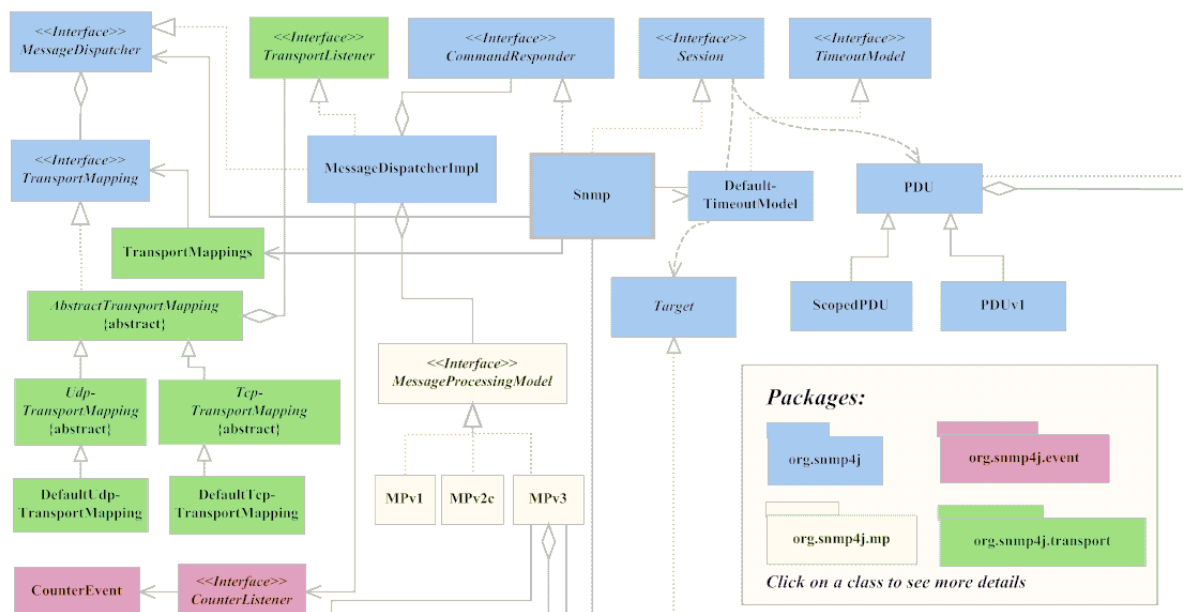 <<Interface>>
MessageDispatcher
<<Interface>>
TransportListener
<<Interface>>
CommandResponder
<<Interface>>
Session
<<Interface>>
TimeoutModel
<<Interface>>
TransportMapping
MessageDispatcherImpl
Snmp
Default-
TimeoutModel
PDU
TransportMappings
AbstractTransportMapping
{abstract}
Target
ScopedPDU
PDUv1
<<Interface>>
MessageProcessingModel
Udp-
TransportMapping
{abstract}
Tcp-
TransportMapping
{abstract}
DefaultUdp-
TransportMapping
DefaultTcp-
TransportMapping
MPv1
MPv2c
MPv3
CounterEvent
<<Interface>>
CounterListener
Packages:
org.snmp4j
org.snmp4j.event
org.snmp4j.mp
org.snmp4j.transport
Click on a class to see more details